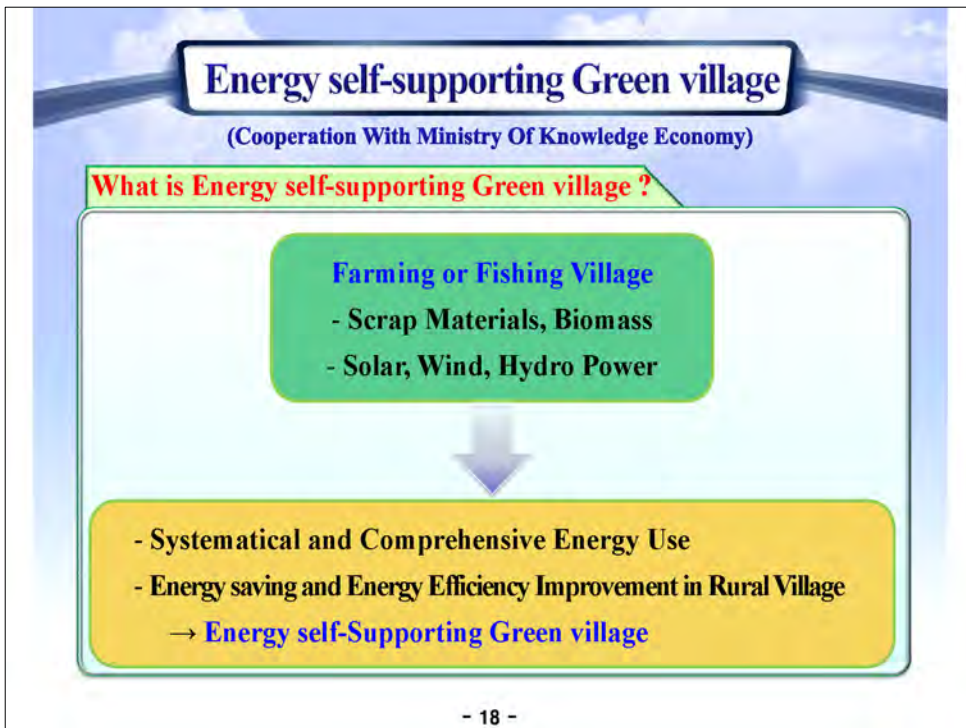 Energy self-supporting Green village
(Cooperation With Ministry Of Knowledge Economy)
What is Energy self-supporting Green village ?
Farming or Fishing Village
- Scrap Materials, Biomass
- Solar, Wind, Hydro Power
- Systematical and Comprehensive Energy Use
- Energy saving and Energy Efficiency Improvement in Rural Village
→ Energy self-Supporting Green village
- 18 -